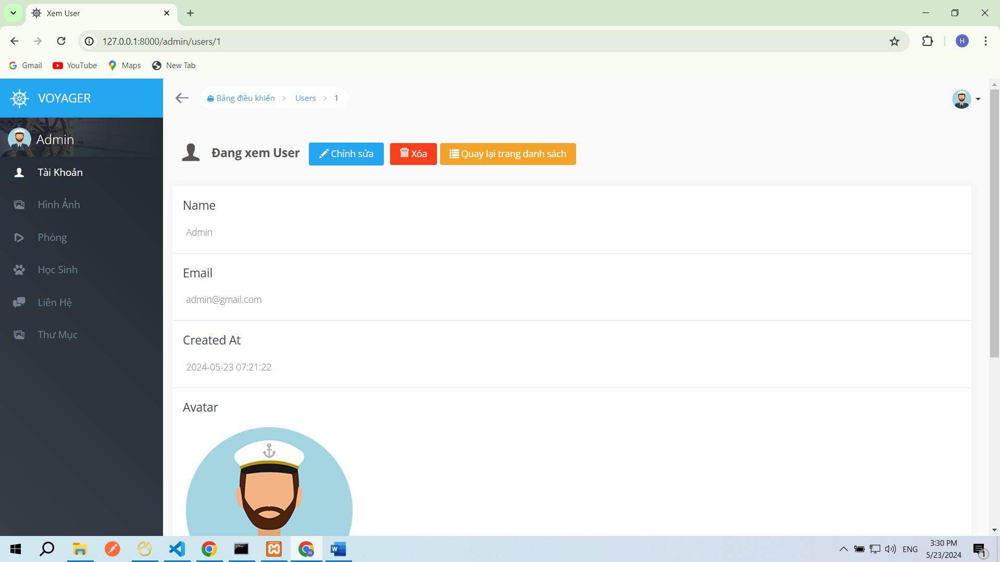 Xem User
127.0.0.1:8000/admin/users/1
H
Gmail
YouTube
Maps
New Tab
VOYAGER
Bảng điều khiển
Users
1
Admin
Đang xem User
Chỉnh sửa
Xóa
Quay lại trang danh sách
Tài Khoản
Hình Ảnh
Phòng
Học Sinh
Liên Hệ
Thư Mục
Name
Admin
Email
admin@gmail.com
Created At
2024-05-23 07:21:22
Avatar
H
W
ENG
3:30 PM
5/23/2024
1